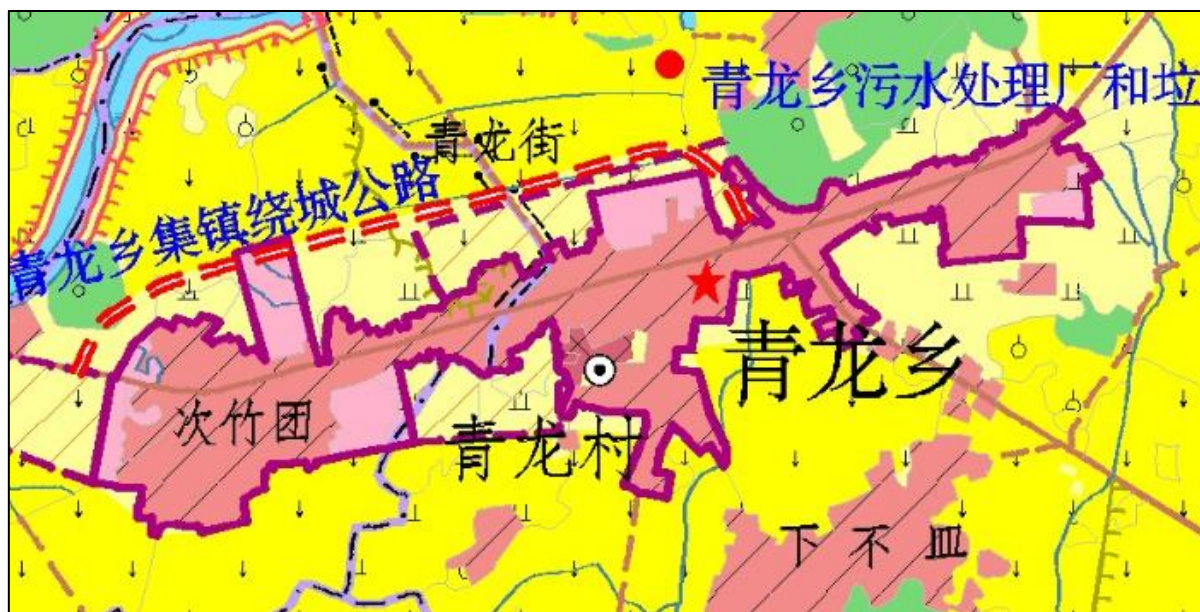 青龙乡污水处理厂和垃
青龙街
青龙乡集镇绕城公路
青龙乡
次竹团
青龙村
下不皿